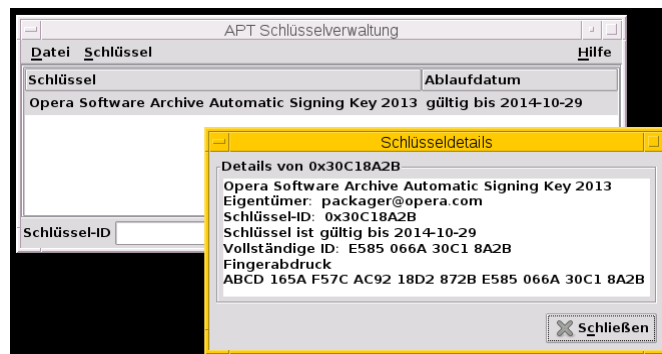 APT Schlüsselverwaltung
Datei Schlüssel Hilfe
Schlüssel Ablaufdatum
Opera Software Archive Automatic Signing Key 2013 gültig bis 2014-10-29
Schlüssel-ID
Schlüsseldetails
Details von 0x30C18A2B
Opera Software Archive Automatic Signing Key 2013
Eigentümer: packager@opera.com
Schlüssel-ID: 0x30C18A2B
Schlüssel ist gültig bis 2014-10-29
Vollständige ID: E585 066A 30C1 8A2B
Fingerabdruck
ABCD 165A F57C AC92 18D2 872B E585 066A 30C1 8A2B
Schließen